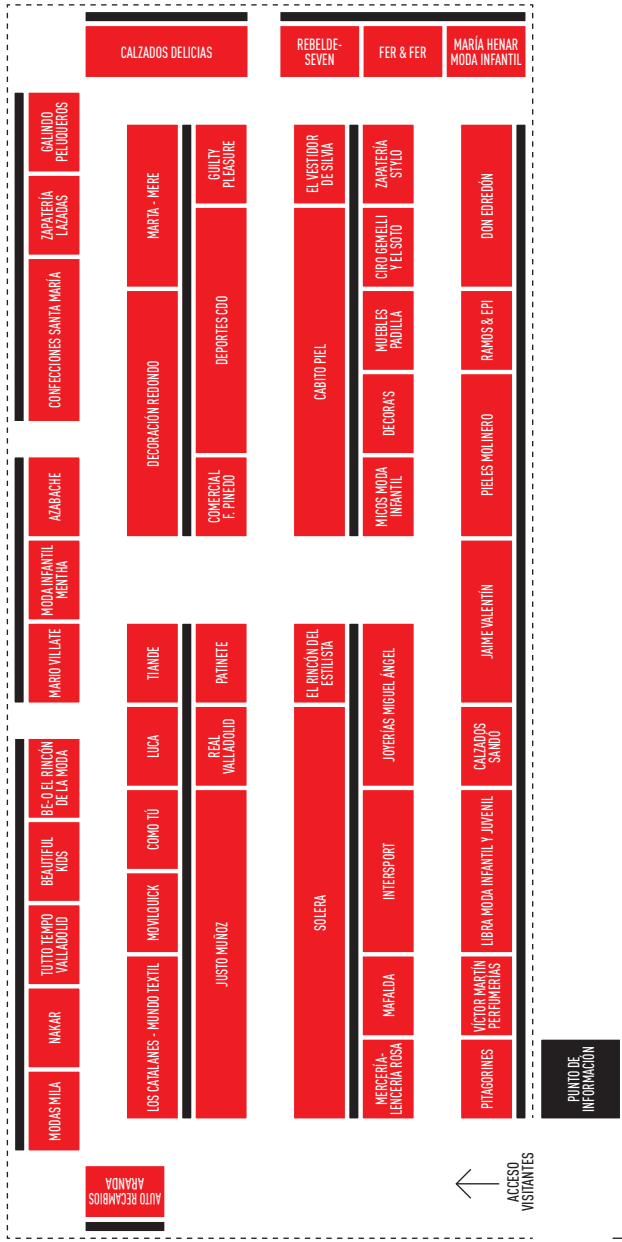 CALZADOS DELICIAS
REBELDE-
SEVEN
FER & FER
MARÍA HENAR
MODA INFANTIL
GALINDO
PELUQUEROS
ZAPATERÍA
LAZADAS
CONFECCIONES SANTA MARÍA
AZABACHE
MODA INFANTIL
MENTHA
MARIO VILLATE
BE-O EL RINCÓN
DE LA MODA
BEAUTIFUL
KIDS
TUTTO TEMPO
VALLADOLID
NAKAR
MODAS MILA
MARTA - MERE
DECORACIÓN REDONDO
TIANDE
LUCA
COMO TÚ
MOVILQUICK
LOS CATALANES - MUNDO TEXTIL
GUILTY
PLEASURE
DEPORTES CDO
COMERCIAL
F. PINEDO
PATINETE
REAL
VALLADOLID
JUSTO MUÑOZ
EL VESTIDOR
DE SILVIA
CABITO PIEL
EL RINCÓN DEL
ESTILISTA
SOLERA
ZAPATERÍA
STYLO
CIRO GEMELLI
Y EL SOTO
MUEBLES
PADILLA
DECORA'S
MICOS MODA
INFANTIL
JOYERÍAS MIGUEL ÁNGEL
INTERSPORT
MAFALDA
MERCERÍA-
LENCERÍA ROSA
DON EDREDÓN
RAMOS & EPI
PIELES MOLINERO
JAIME VALENTÍN
CALZADOS
SANDÓ
LIBRA MODA INFANTIL Y JUVENIL
VÍCTOR MARTÍN
PERFUMERÍAS
PITAGORINES
PUNTO DE
INFORMACIÓN
AUTO RECAMBIOS
ARANDA
ACCESO
VISITANTES